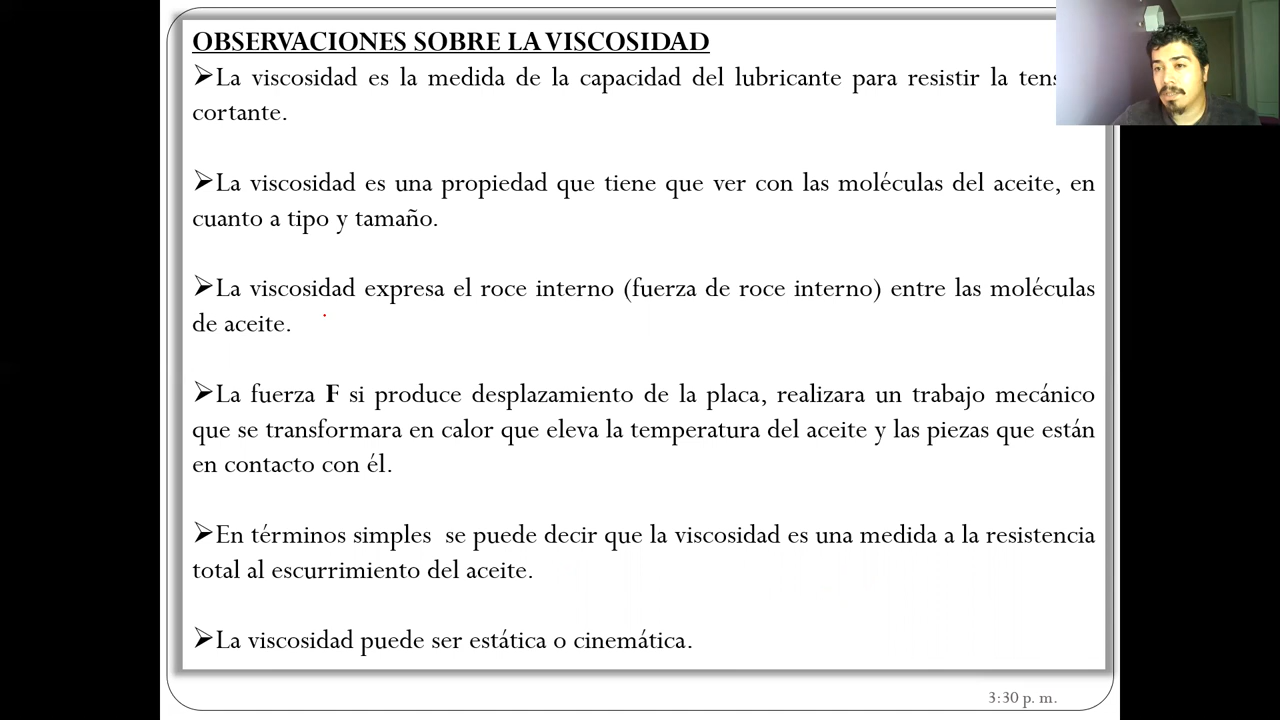 OBSERVACIONES SOBRE LA VISCOSIDAD
➢La viscosidad es la medida de la capacidad del lubricante para resistir la
cortante.
➢La viscosidad es una propiedad que tiene que ver con las moléculas del aceite, en
cuanto a tipo y tamaño.
➢La viscosidad expresa el roce interno (fuerza de roce interno) entre las moléculas
de aceite.
➢La fuerza F si produce desplazamiento de la placa, realizara un trabajo mecánico
que se transformara en calor que eleva la temperatura del aceite y las piezas que están
en contacto con él.
➢En términos simples  se puede decir que la viscosidad es una medida a la resistencia
total al escurrimiento del aceite.
➢La viscosidad puede ser estática o cinemática.
3:30 p. m.